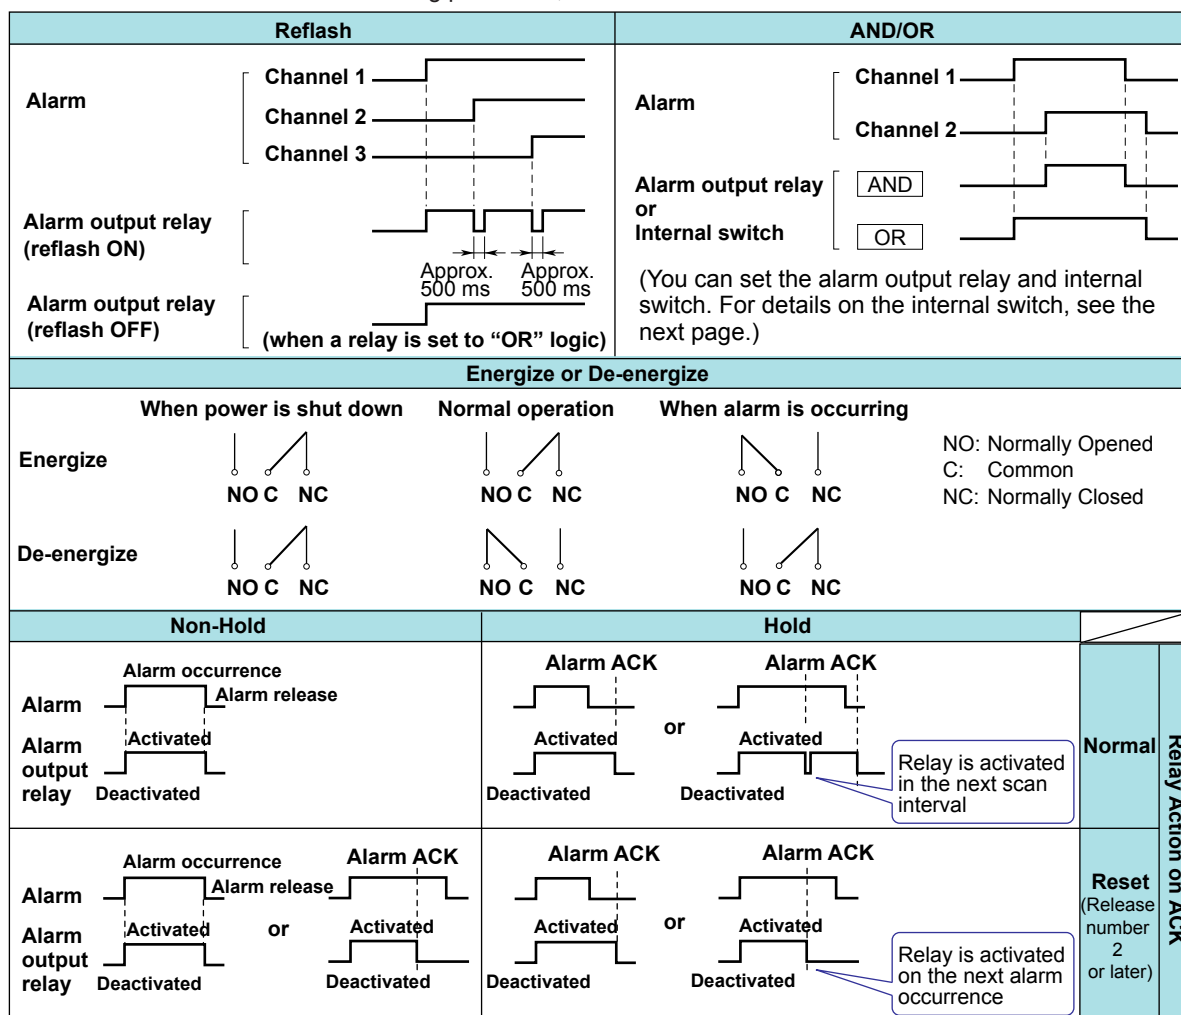 Reflash
AND/OR
Alarm
Channel 1
Channel 2
Channel 3
Alarm output relay
(reflash ON)
Approx.
500 ms
Approx.
500 ms
Alarm output relay
(reflash OFF)
(when a relay is set to “OR” logic)
Alarm
Channel 1
Channel 2
Alarm output relay
or
Internal switch
AND
OR
(You can set the alarm output relay and internal
switch. For details on the internal switch, see the
next page.)
Energize or De-energize
When power is shut down Normal operation When alarm is occurring
Energize
NO C NC
NO C NC
NO C NC
NO: Normally Opened
C: Common
NC: Normally Closed
De-energize
NO C NC
NO C NC
NO C NC
Non-Hold
Hold
Alarm occurrence
Alarm release
Alarm
Activated
Alarm
output
relay
Deactivated
Alarm ACK
Activated
Deactivated
or
Alarm ACK
Activated
Deactivated
Relay is activated
in the next scan
interval
Normal
Relay Action on ACK
Alarm occurrence
Alarm release
Alarm
Activated
Alarm
output
relay
Deactivated
or
Alarm ACK
Activated
Deactivated
Alarm ACK
Activated
Deactivated
or
Alarm ACK
Activated
Deactivated
Relay is activated
on the next alarm
occurrence
Reset
(Release
number
2
or later)